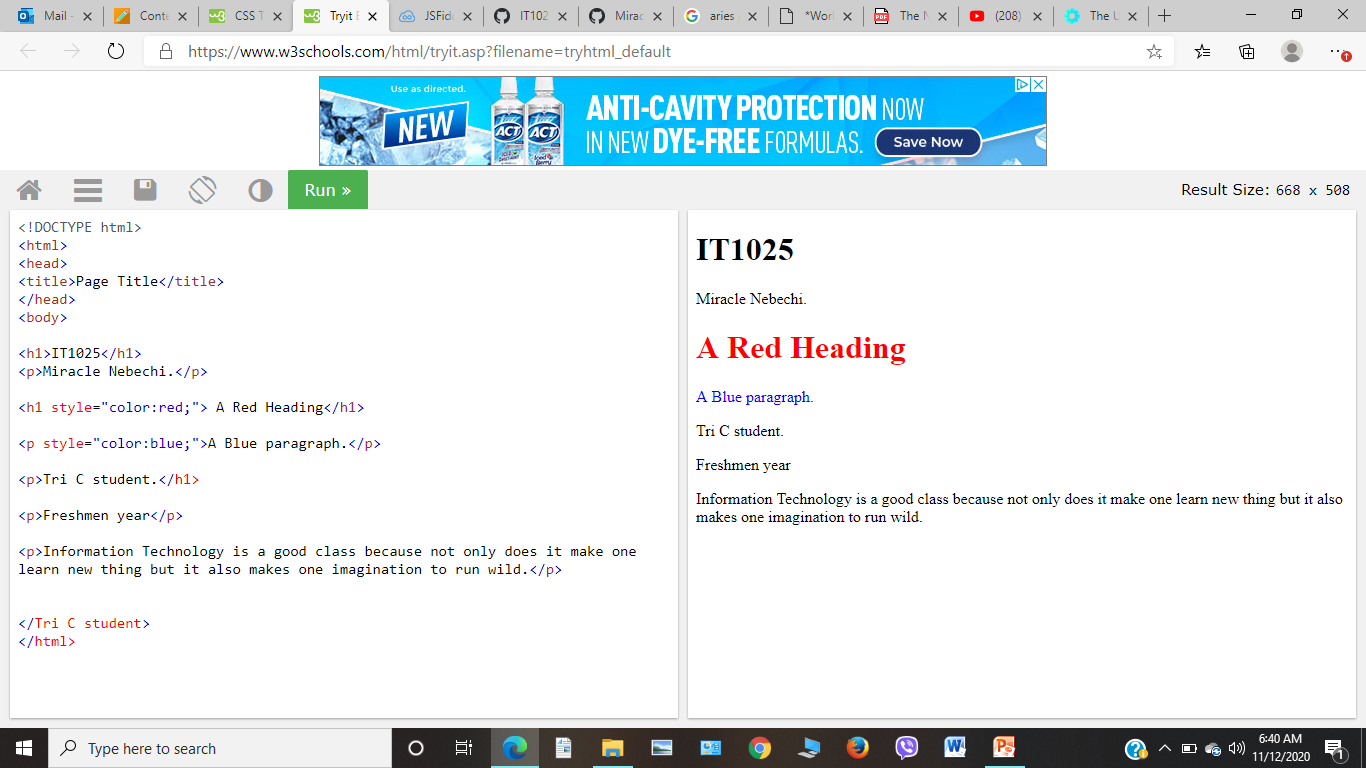 Mail -
Conte
CSS T
Tryit E
JSFidd
IT102
Mirac
aries
*Worl
The N
(208)
The U
https://www.w3schools.com/html/tryit.asp?filename=tryhtml_default
Use as directed.
NEW
ACT
ACT
ANTI-CAVITY PROTECTION NOW
IN NEW DYE-FREE FORMULAS.
Save Now
Run »
Result Size: 668 x 508
<!DOCTYPE html>
<html>
<head>
<title>Page Title</title>
</head>
<body>
<h1>IT1025</h1>
<p>Miracle Nebechi.</p>
<h1 style="color:red;"> A Red Heading</h1>
<p style="color:blue;">A Blue paragraph.</p>
<p>Tri C student.</h1>
<p>Freshmen year</p>
<p>Information Technology is a good class because not only does it make one
learn new thing but it also makes one imagination to run wild.</p>
</Tri C student>
</html>
IT1025
Miracle Nebechi.
A Red Heading
A Blue paragraph.
Tri C student.
Freshmen year
Information Technology is a good class because not only does it make one learn new thing but it also
makes one imagination to run wild.
Type here to search
6:40 AM
11/12/2020
1